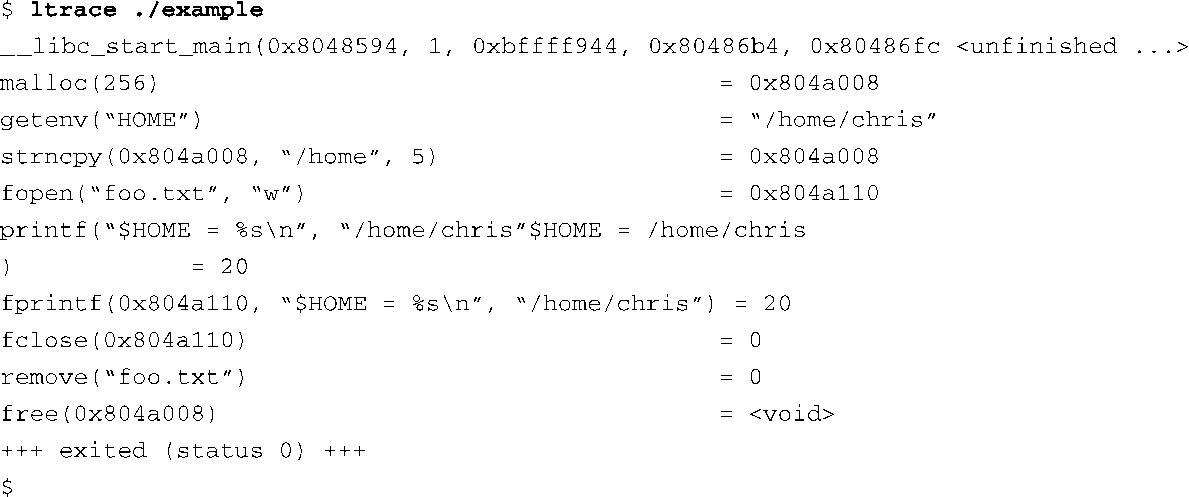 $ ltrace ./example
__libc_start_main(0x8048594, 1, 0xbffff944, 0x80486b4, 0x80486fc <unfinished ...>
malloc(256) = 0x804a008
getenv(“HOME”) = “/home/chris”
strncpy(0x804a008, “/home”, 5) = 0x804a008
fopen(“foo.txt”, “w”) = 0x804a110
printf(“$HOME = %s\n”, “/home/chris”$HOME = /home/chris
) = 20
fprintf(0x804a110, “$HOME = %s\n”, “/home/chris”) = 20
fclose(0x804a110) = 0
remove(“foo.txt”) = 0
free(0x804a008) = <void>
+++ exited (status 0) +++
$